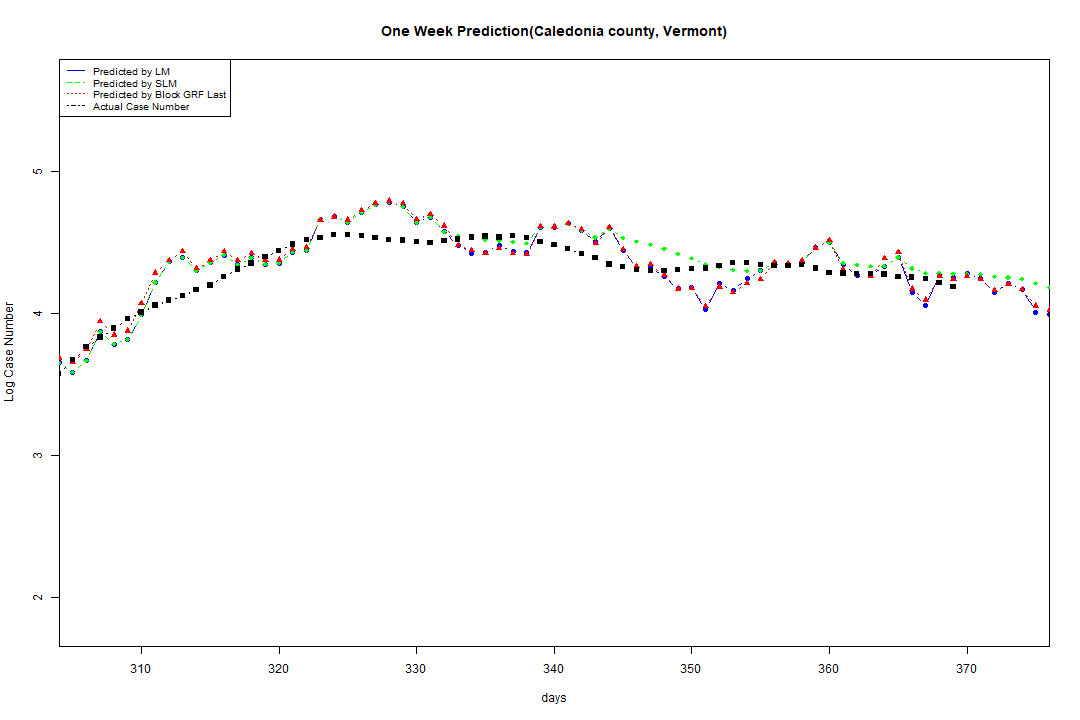 One Week Prediction(Caledonia county, Vermont)
Predicted by LM
Predicted by SLM
Predicted by Block GRF Last
Actual Case Number
5
4
3
2
Log Case Number
310 320 330 340 350 360 370
days